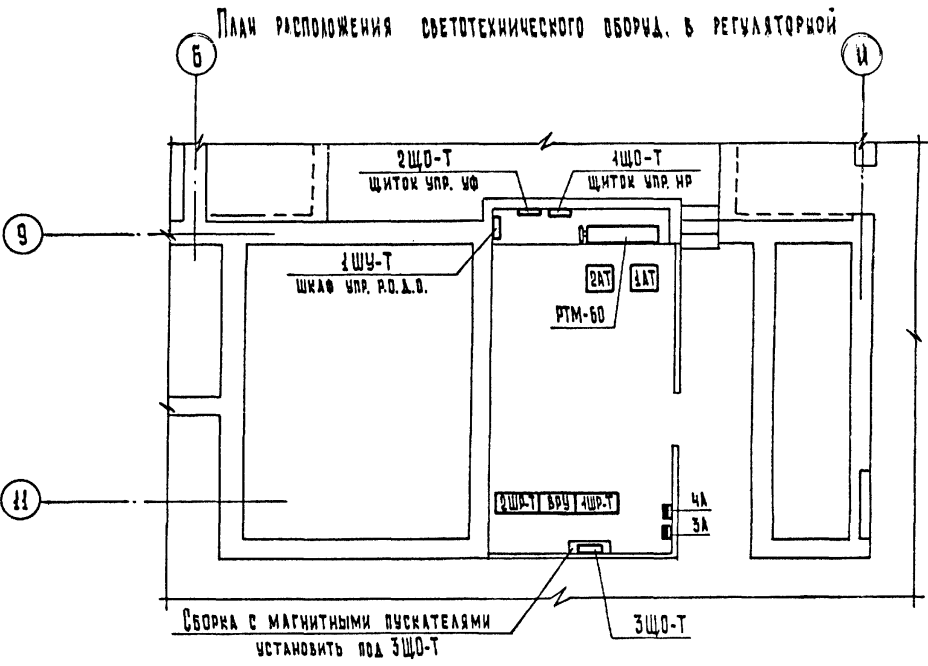 План расположения светотехнического оборуд. в регуляторной
Б
И
2ЩО-Т
щиток упр. уф
1ЩО-Т
щиток упр. нр
9
1ШУ-Т
шкаф упр. р.о.д.о.
2АТ
1АТ
РТМ-60
11
2ШР-Т
ВРУ
1ШР-Т
4А
3А
Сборка с магнитными пускателями
установить под 3ЩО-Т
3ЩО-Т